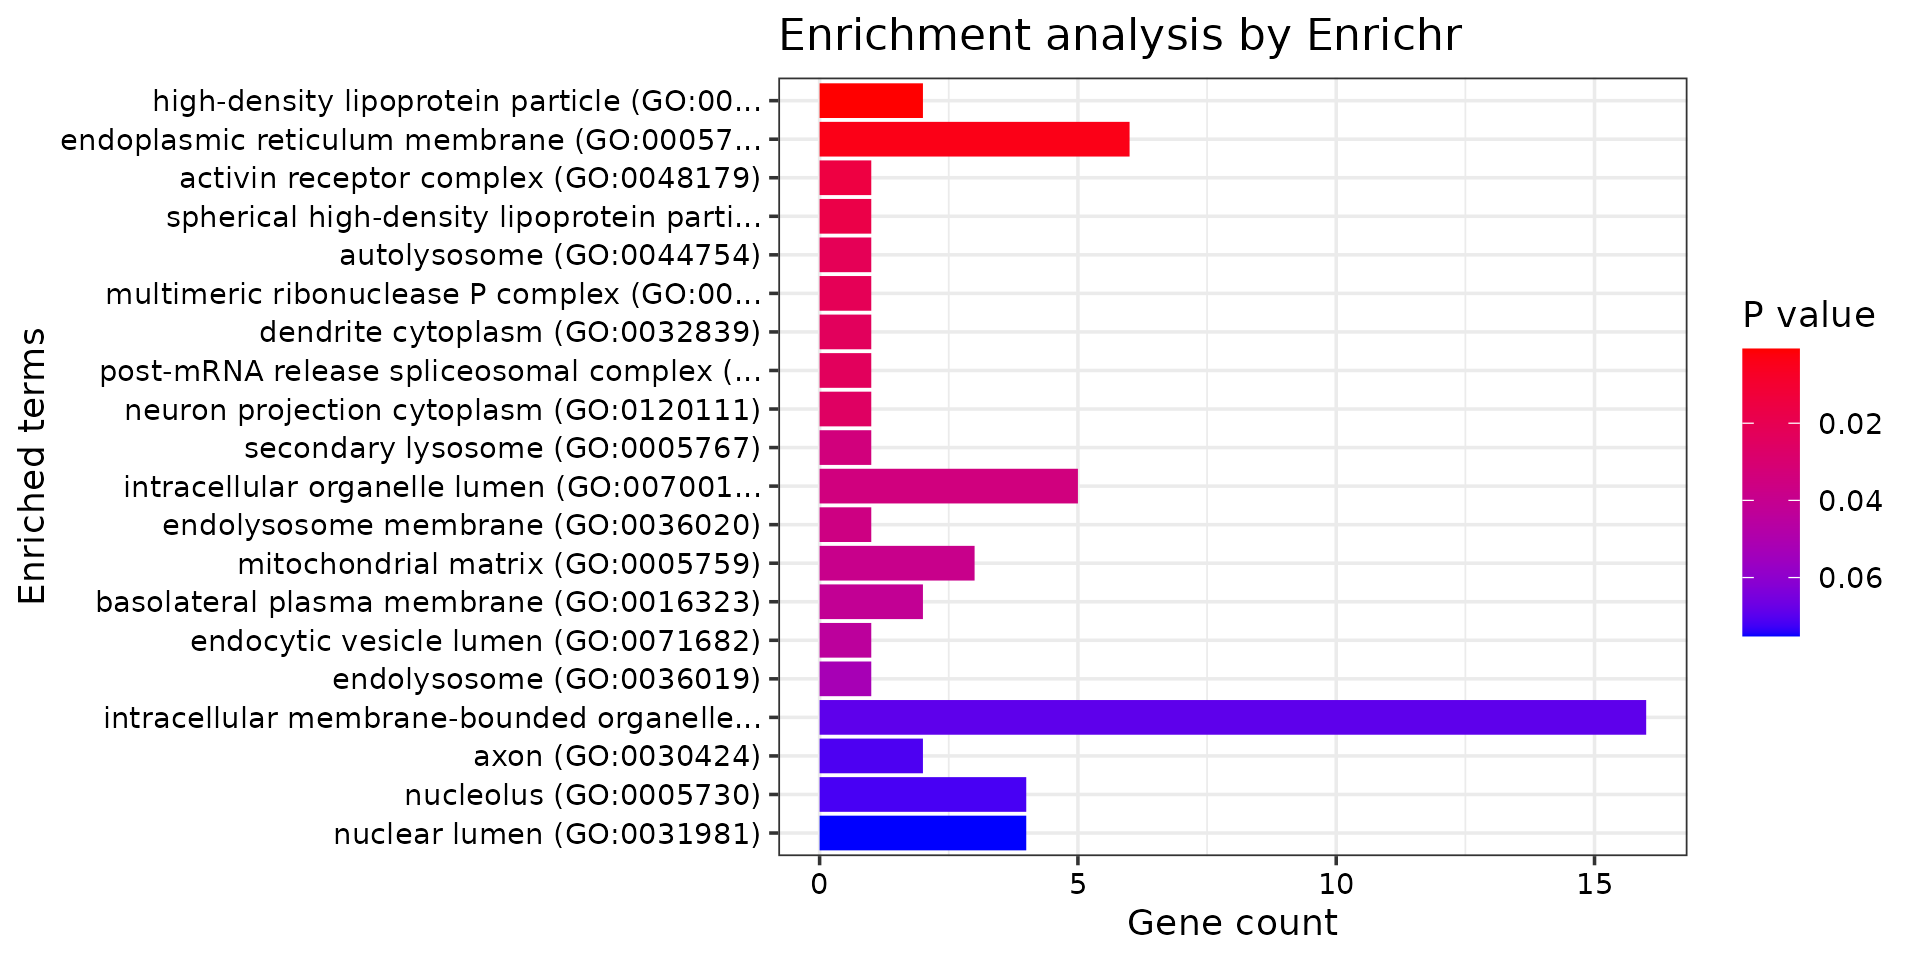 Enrichment analysis by Enrichr
high-density lipoprotein particle (GO:00...
endoplasmic reticulum membrane (GO:00057...
activin receptor complex (GO:0048179)
spherical high-density lipoprotein parti...
autolysosome (GO:0044754)
multimeric ribonuclease P complex (GO:00...
dendrite cytoplasm (GO:0032839)
post-mRNA release spliceosomal complex (...
neuron projection cytoplasm (GO:0120111)
secondary lysosome (GO:0005767)
intracellular organelle lumen (GO:007001...
endolysosome membrane (GO:0036020)
mitochondrial matrix (GO:0005759)
basolateral plasma membrane (GO:0016323)
endocytic vesicle lumen (GO:0071682)
endolysosome (GO:0036019)
intracellular membrane-bounded organelle...
axon (GO:0030424)
nucleolus (GO:0005730)
nuclear lumen (GO:0031981)
Enriched terms
0 5 10 15
Gene count
P value
0.02
0.04
0.06